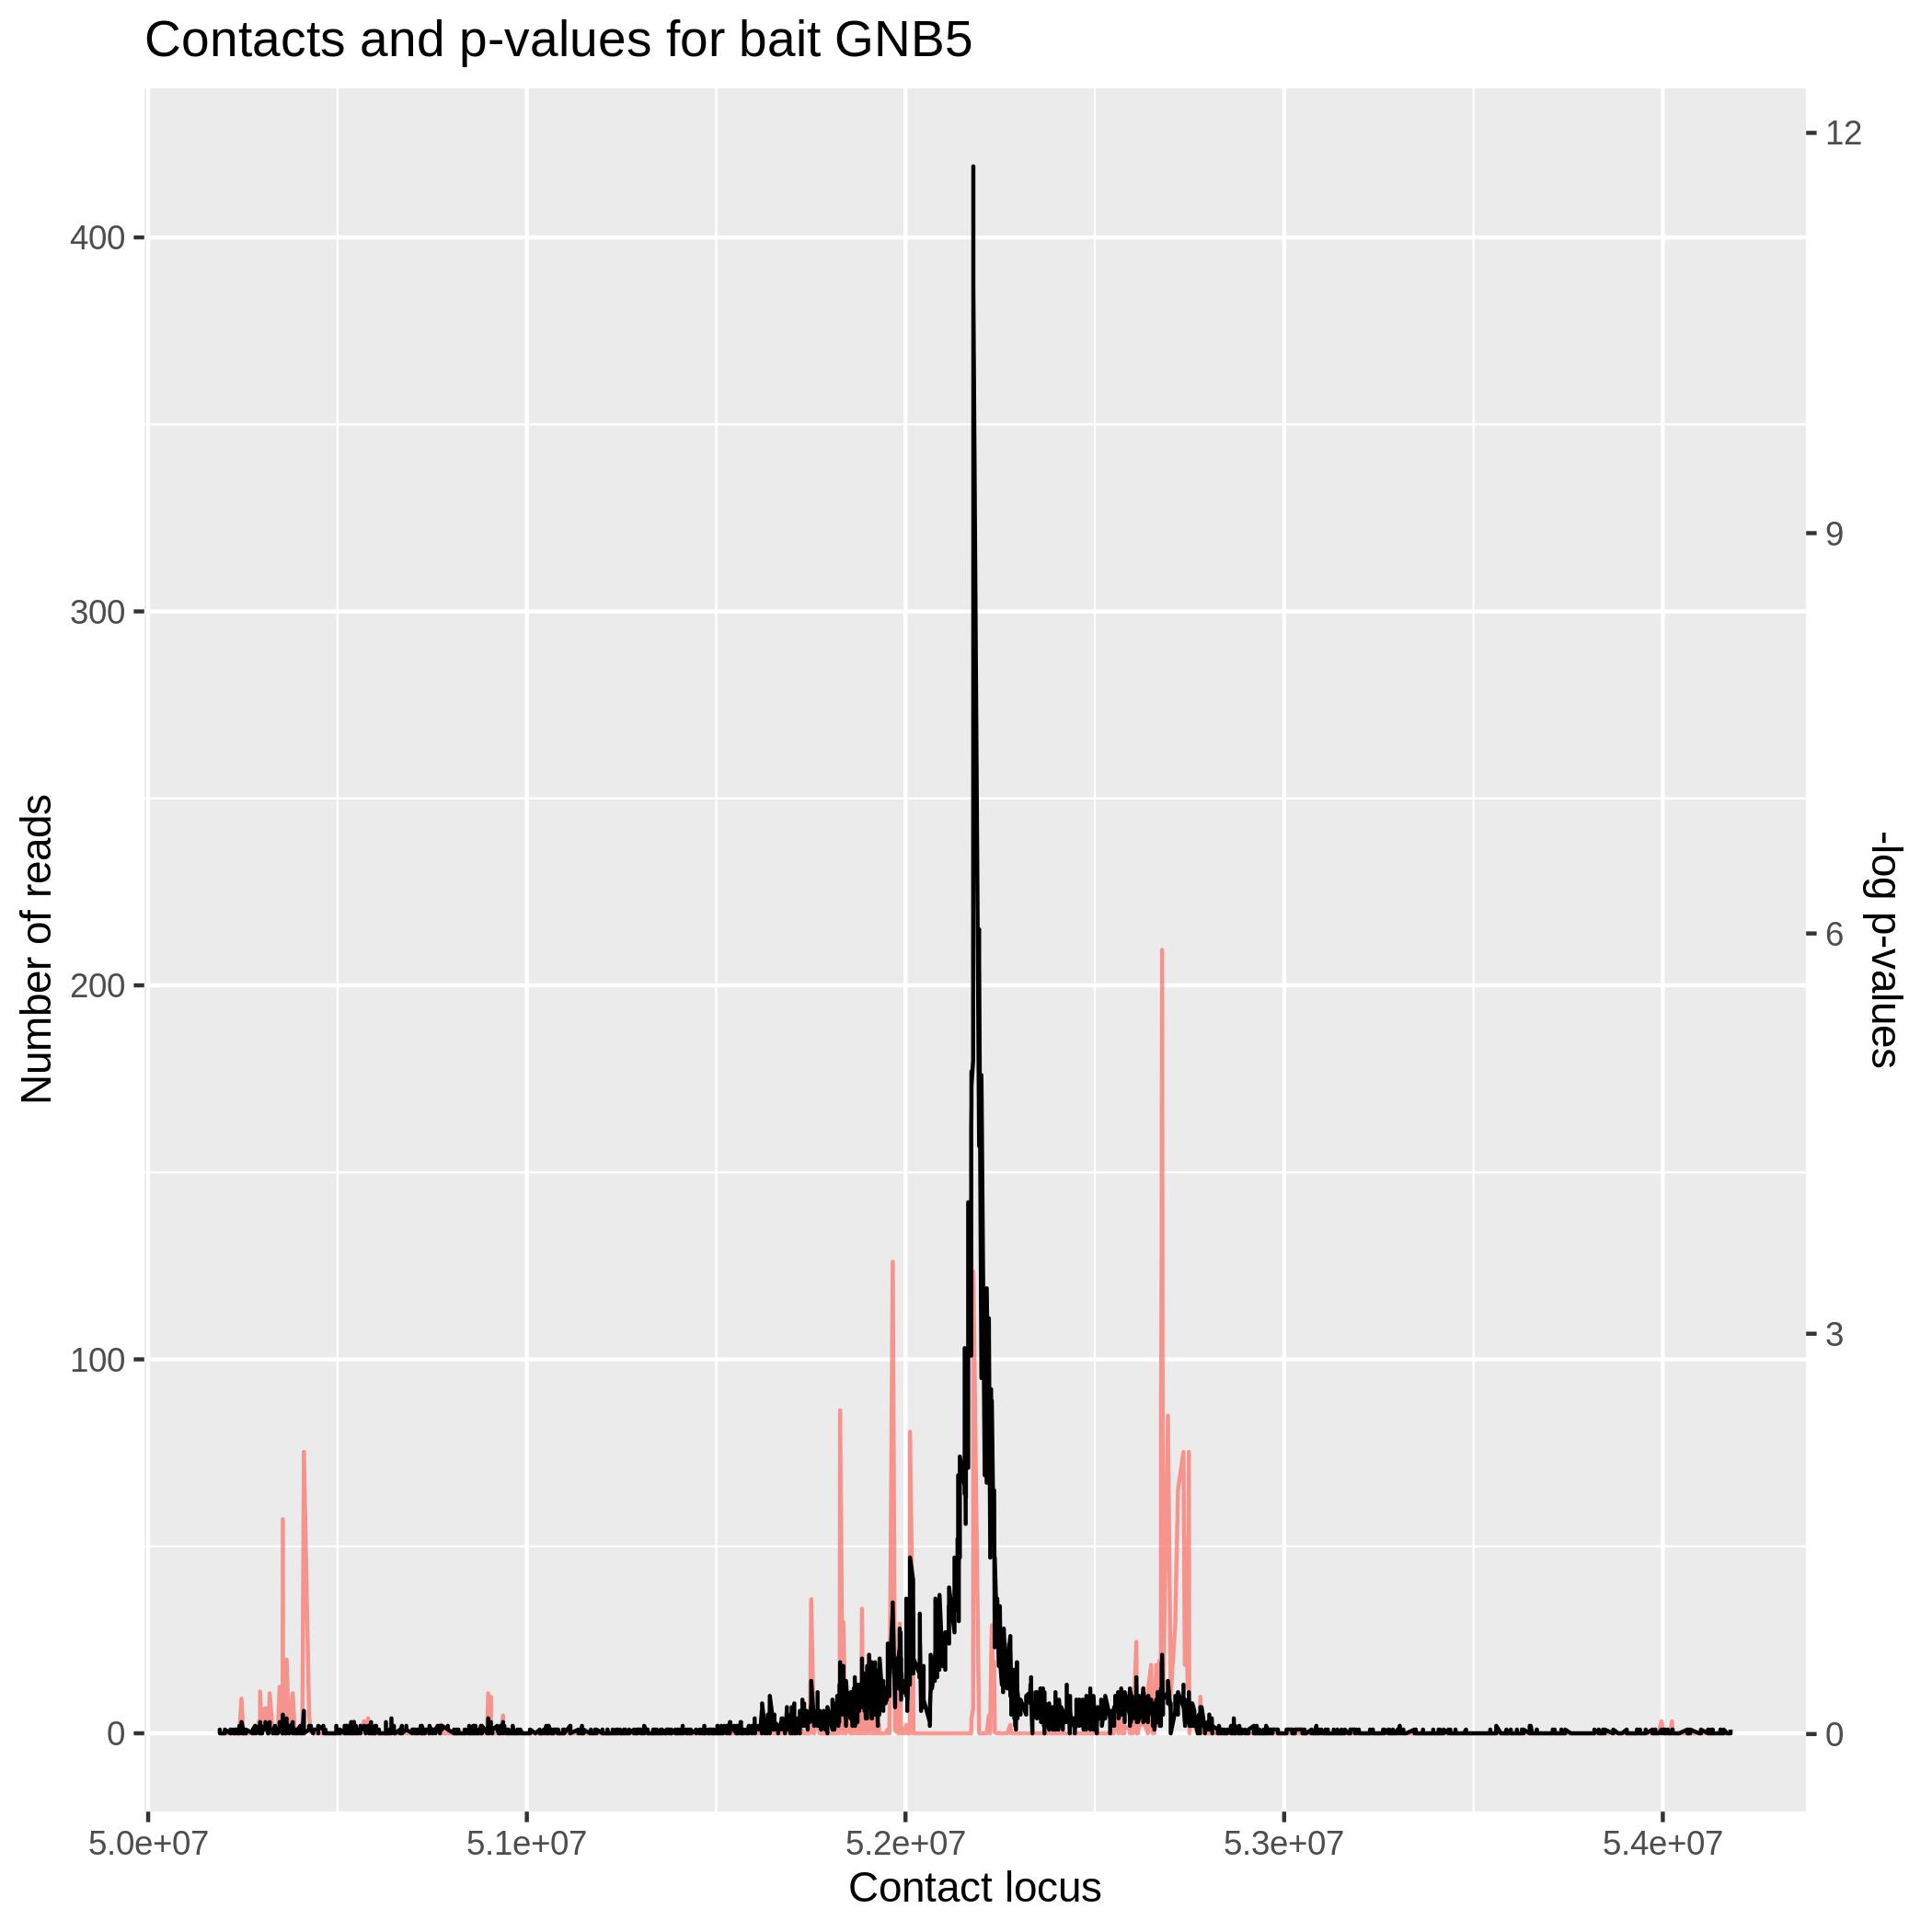 Contacts and p-values for bait GNB5
Number of reads
400
300
200
100
0
12
9
6
3
0
-log p-values
5.0e+07
5.1e+07
5.2e+07
5.3e+07
5.4e+07
Contact locus